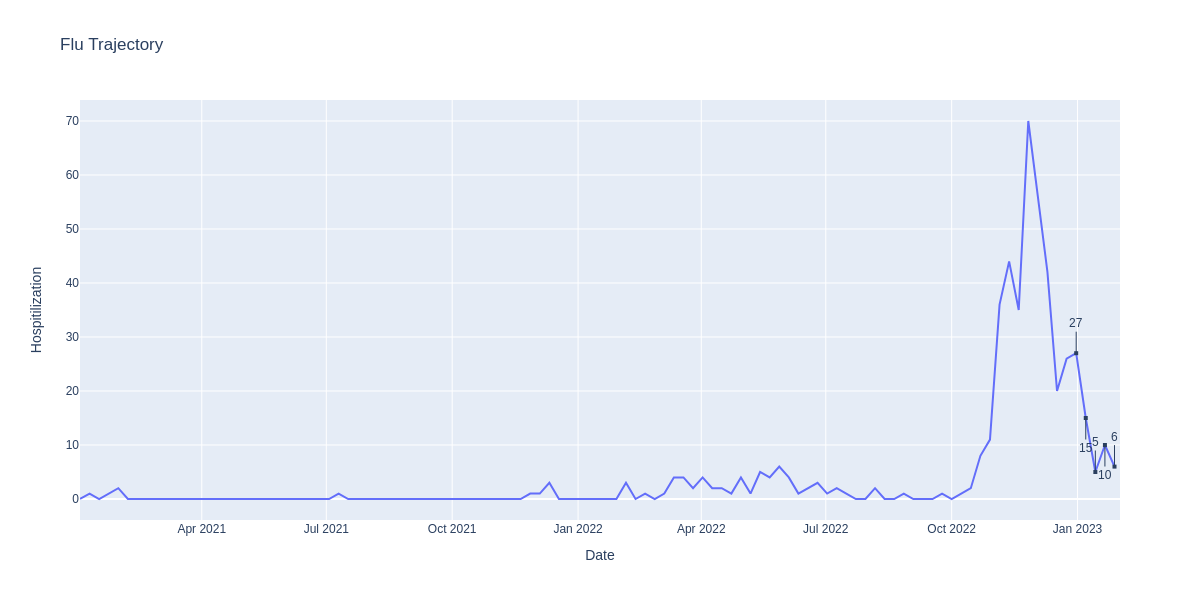 Flu Trajectory
70
60
50
40
30
20
10
0
Hospitilization
27
15
5
10
6
Apr 2021
Jul 2021
Oct 2021
Jan 2022
Apr 2022
Jul 2022
Oct 2022
Jan 2023
Date